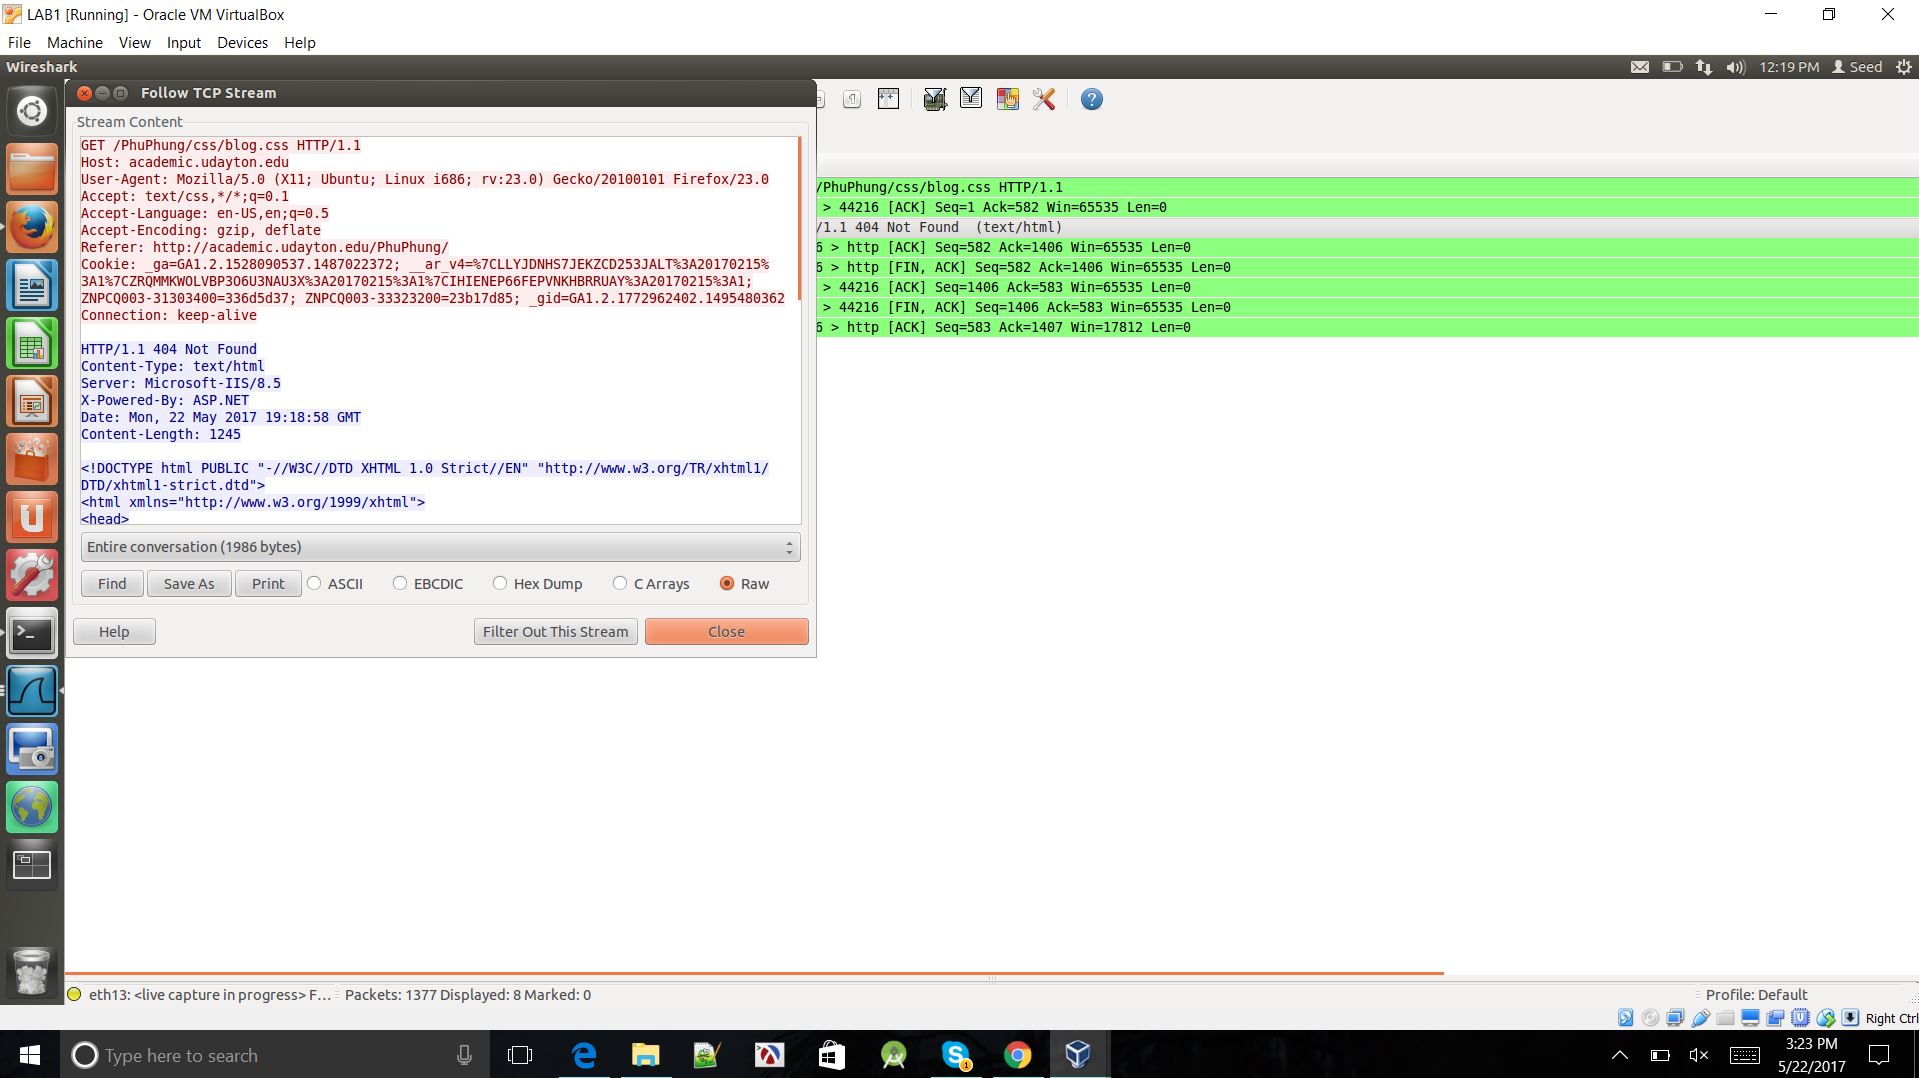 LAB1 [Running] - Oracle VM VirtualBox
File Machine View Input Devices Help
Wireshark
12:19 PM Seed
Follow TCP Stream
Stream Content
GET /PhuPhung/css/blog.css HTTP/1.1
Host: academic.udayton.edu
User-Agent: Mozilla/5.0 (X11; Ubuntu; Linux i686; rv:23.0) Gecko/20100101 Firefox/23.0
Accept: text/css,*/*;q=0.1
Accept-Language: en-US,en;q=0.5
Accept-Encoding: gzip, deflate
Referer: http://academic.udayton.edu/PhuPhung/
Cookie: _ga=GA1.2.1528090537.1487022372; __ar_v4=%7CLLYJDNHS7JEKZCD253JALT%3A20170215%
3A1%7CZRQMMKWOLVBP3O6U3NAU3X%3A20170215%3A1%7CIHIENEP66FEPVNKHBRRUAY%3A20170215%3A1;
ZNPCQ003-31303400=336d5d37; ZNPCQ003-33323200=23b17d85; _gid=GA1.2.1772962402.1495480362
Connection: keep-alive
HTTP/1.1 404 Not Found
Content-Type: text/html
Server: Microsoft-IIS/8.5
X-Powered-By: ASP.NET
Date: Mon, 22 May 2017 19:18:58 GMT
Content-Length: 1245
<!DOCTYPE html PUBLIC "-//W3C//DTD XHTML 1.0 Strict//EN" "http://www.w3.org/TR/xhtml1/
DTD/xhtml1-strict.dtd">
<html xmlns="http://www.w3.org/1999/xhtml">
<head>
Entire conversation (1986 bytes)
Find Save As Print ASCII EBCDIC Hex Dump C Arrays Raw
Help Filter Out This Stream Close
/PhuPhung/css/blog.css HTTP/1.1
> 44216 [ACK] Seq=1 Ack=582 Win=65535 Len=0
/1.1 404 Not Found (text/html)
6 > http [ACK] Seq=582 Ack=1406 Win=65535 Len=0
6 > http [FIN, ACK] Seq=582 Ack=1406 Win=65535 Len=0
> 44216 [ACK] Seq=1406 Ack=583 Win=65535 Len=0
> 44216 [FIN, ACK] Seq=1406 Ack=583 Win=65535 Len=0
6 > http [ACK] Seq=583 Ack=1407 Win=17812 Len=0
eth13: <live capture in progress> F... Packets: 1377 Displayed: 8 Marked: 0 Profile: Default
Right Ctrl
Type here to search
3:23 PM
5/22/2017